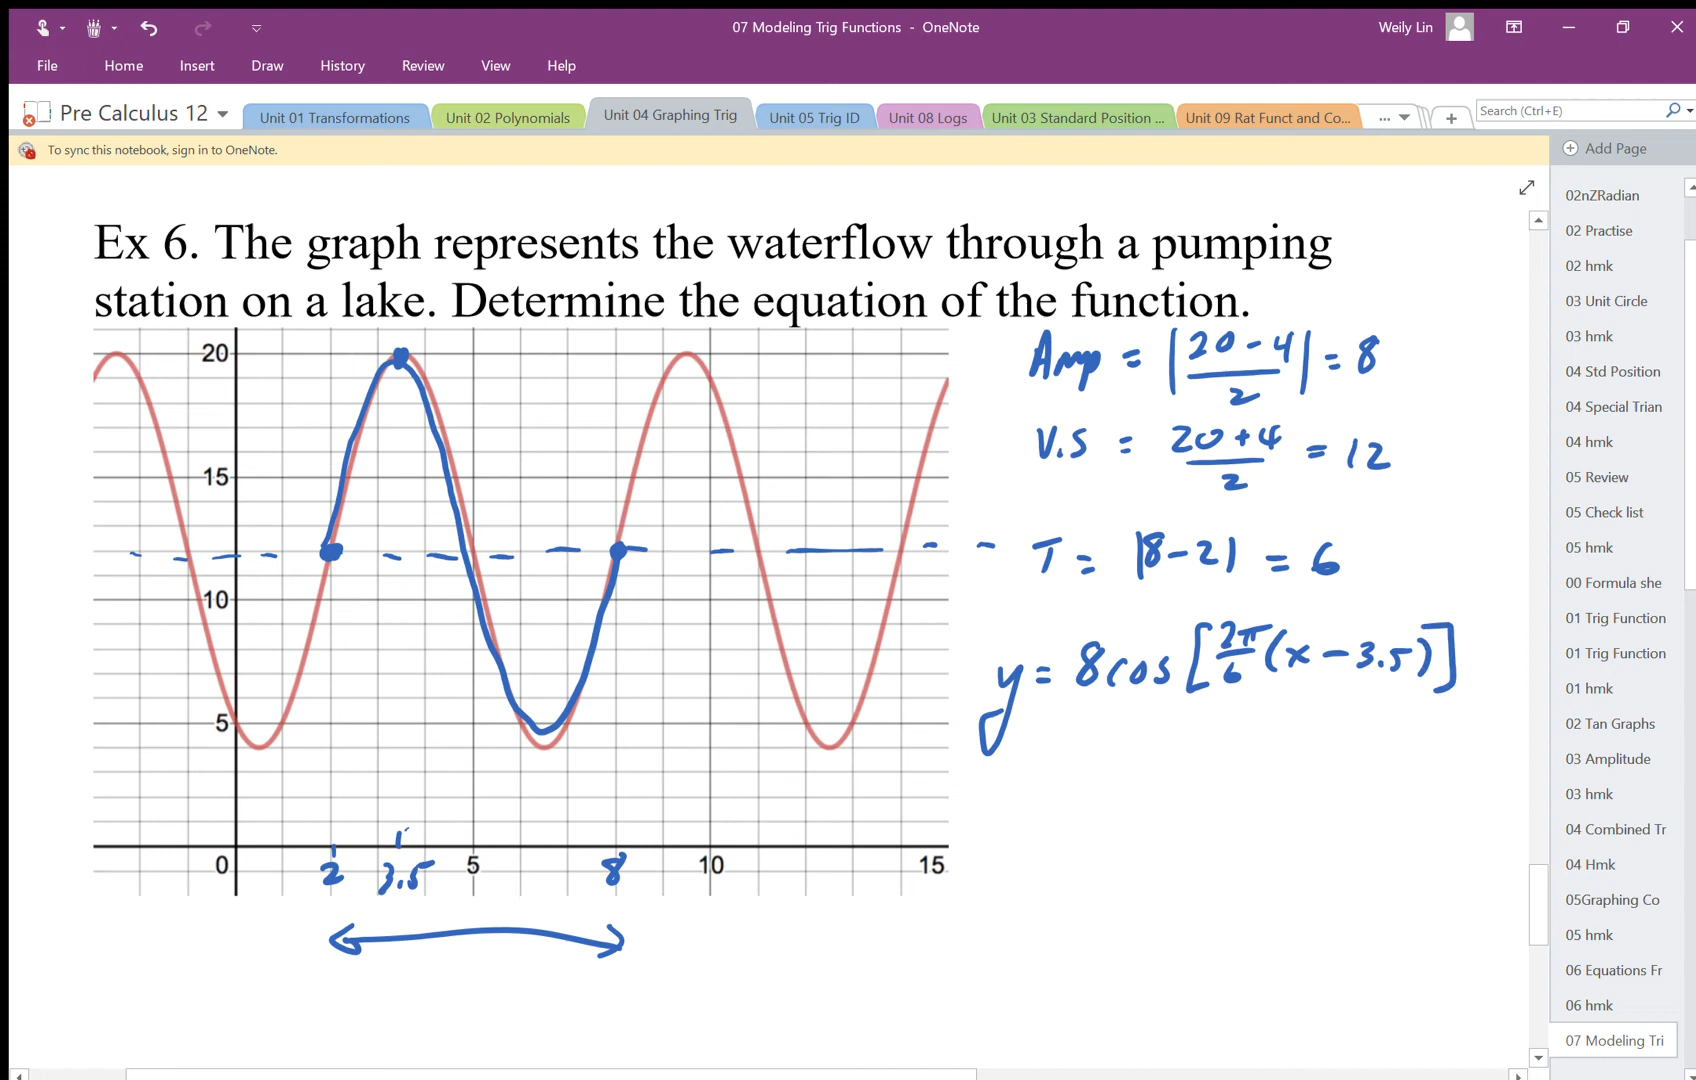 07 Modeling Trig Functions - OneNote
Weily Lin
File Home Insert Draw History Review View Help
Pre Calculus 12
Unit 01 Transformations
Unit 02 Polynomials
Unit 04 Graphing Trig
Unit 05 Trig ID
Unit 08 Logs
Unit 03 Standard Position ...
Unit 09 Rat Funct and Co...
...
Search (Ctrl+E)
To sync this notebook, sign in to OneNote.
Add Page
Ex 6. The graph represents the waterflow through a pumping
station on a lake. Determine the equation of the function.
20
15
10
5
0
5
10
15
2
3.5
8
Amp = |20 - 4 / 2| = 8
V.S = 20 + 4 / 2 = 12
T = |8 - 2| = 6
y = 8 cos [2π/6 (x - 3.5)]
02nZRadian
02 Practise
02 hmk
03 Unit Circle
03 hmk
04 Std Position
04 Special Trian
04 hmk
05 Review
05 Check list
05 hmk
00 Formula she
01 Trig Function
01 Trig Function
01 hmk
02 Tan Graphs
03 Amplitude
03 hmk
04 Combined Tr
04 Hmk
05Graphing Co
05 hmk
06 Equations Fr
06 hmk
07 Modeling Tri